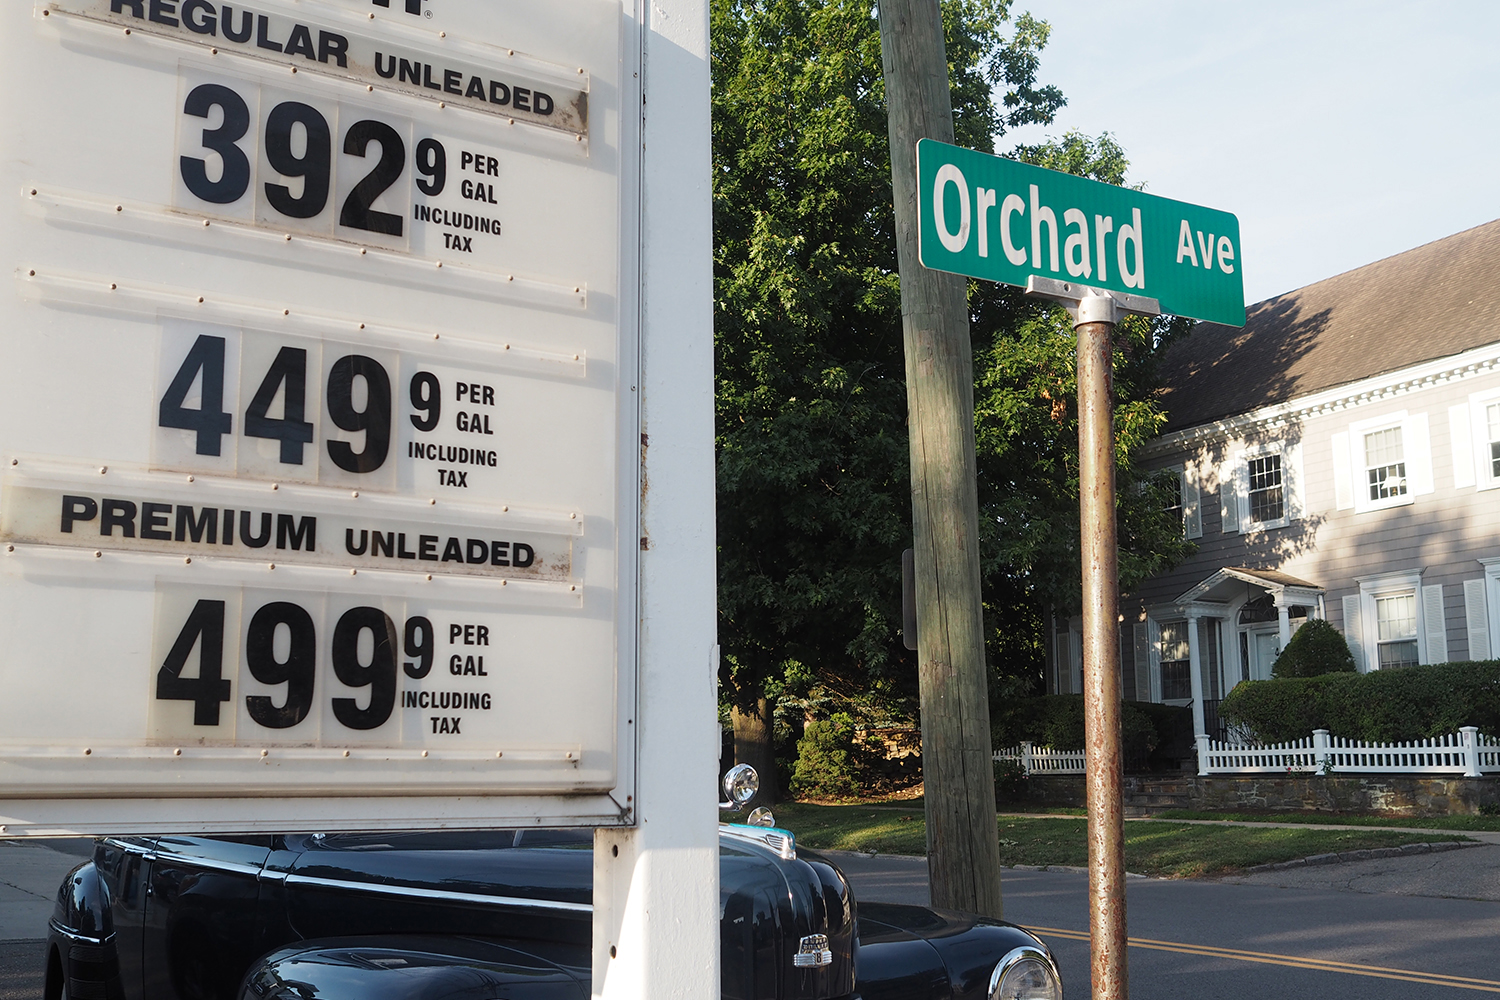 REGULAR UNLEADED
392 9 PER GAL
INCLUDING TAX
449 9 PER GAL
INCLUDING TAX
PREMIUM UNLEADED
499 9 PER GAL
INCLUDING TAX
Orchard Ave